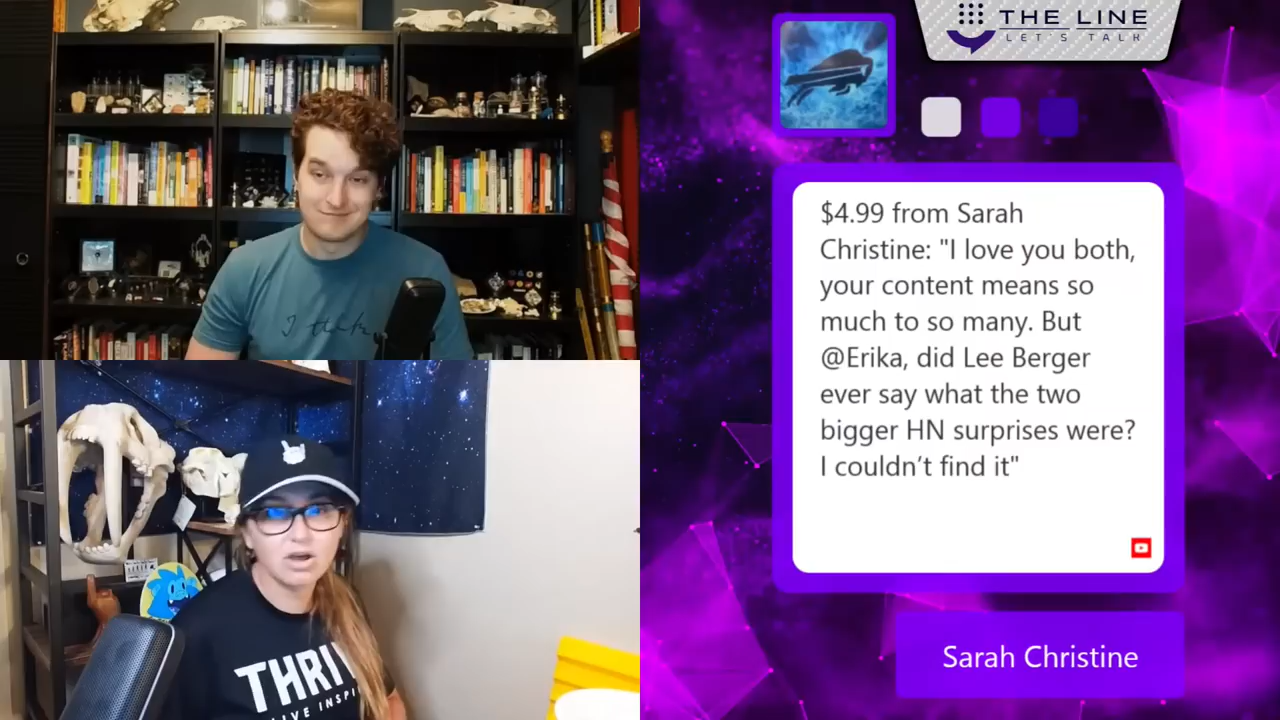 THE LINE
LET'S TALK
$4.99 from Sarah
Christine: "I love you both,
your content means so
much to so many. But
@Erika, did Lee Berger
ever say what the two
bigger HN surprises were?
I couldn't find it"
Sarah Christine
I think